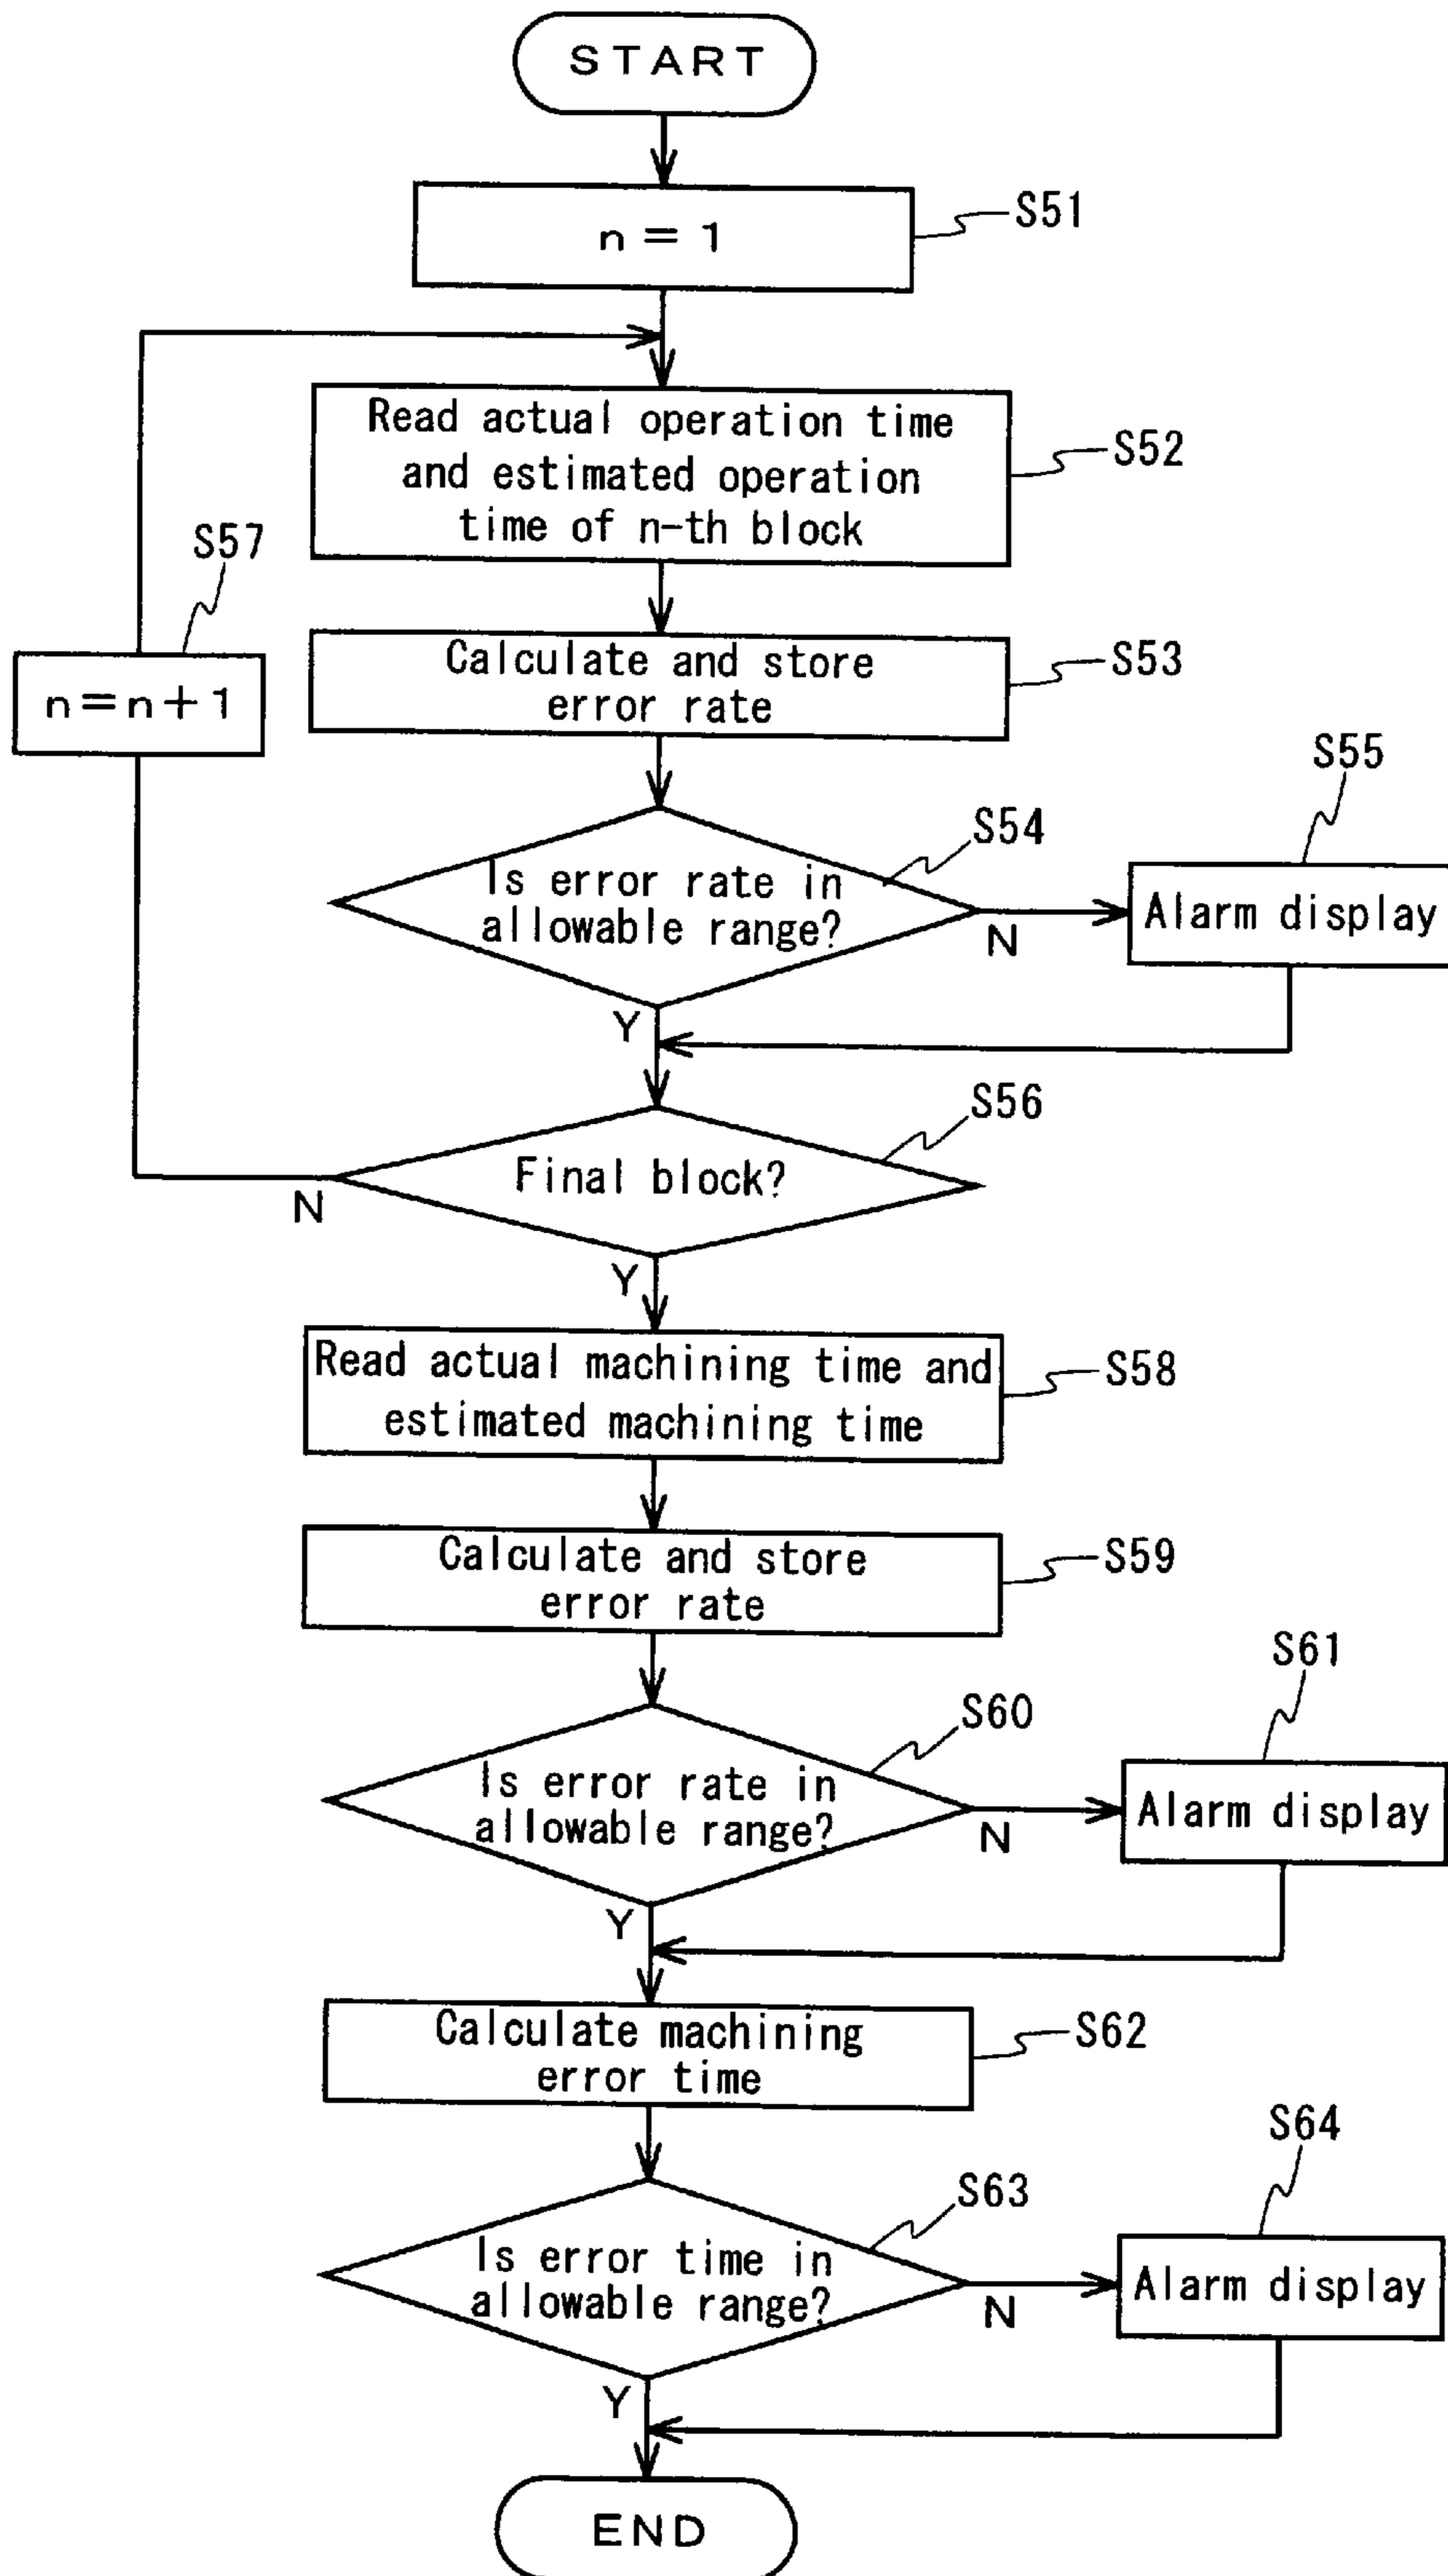 START
n = 1
S51
Read actual operation time
and estimated operation
time of n-th block
S52
S57
n=n+1
Calculate and store
error rate
S53
S55
S54
Is error rate in
allowable range?
N
Alarm display
Y
S56
Final block?
N
Y
Read actual machining time and
estimated machining time
S58
Calculate and store
error rate
S59
S61
S60
Is error rate in
allowable range?
N
Alarm display
Y
Calculate machining
error time
S62
S64
S63
Is error time in
allowable range?
N
Alarm display
Y
END